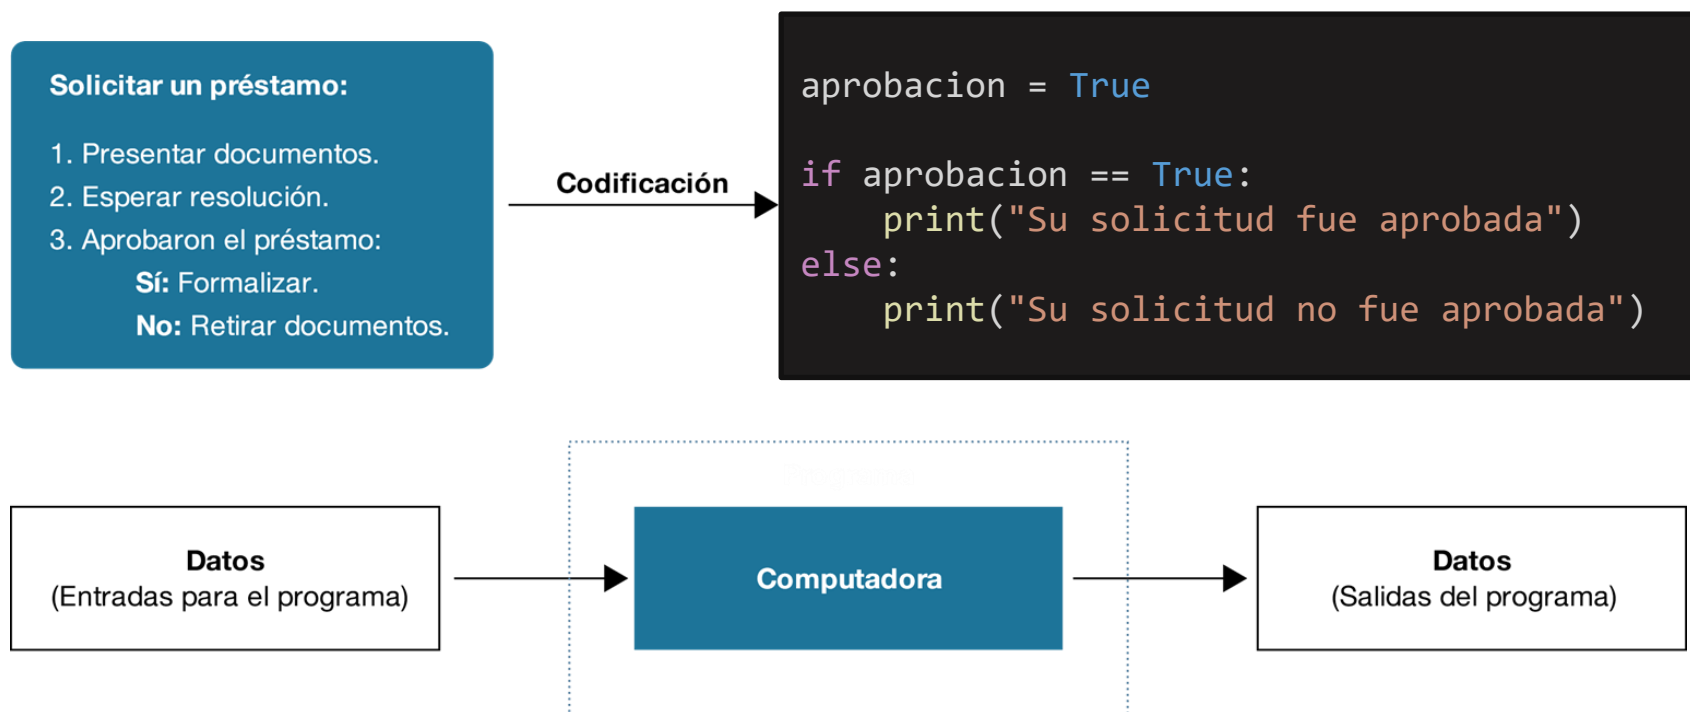 Solicitar un préstamo:
1. Presentar documentos.
2. Esperar resolución.
3. Aprobaron el préstamo:
Sí: Formalizar.
No: Retirar documentos.
Codificación
aprobacion = True
if aprobacion == True:
    print("Su solicitud fue aprobada")
else:
    print("Su solicitud no fue aprobada")
Datos
(Entradas para el programa)
Computadora
Datos
(Salidas del programa)